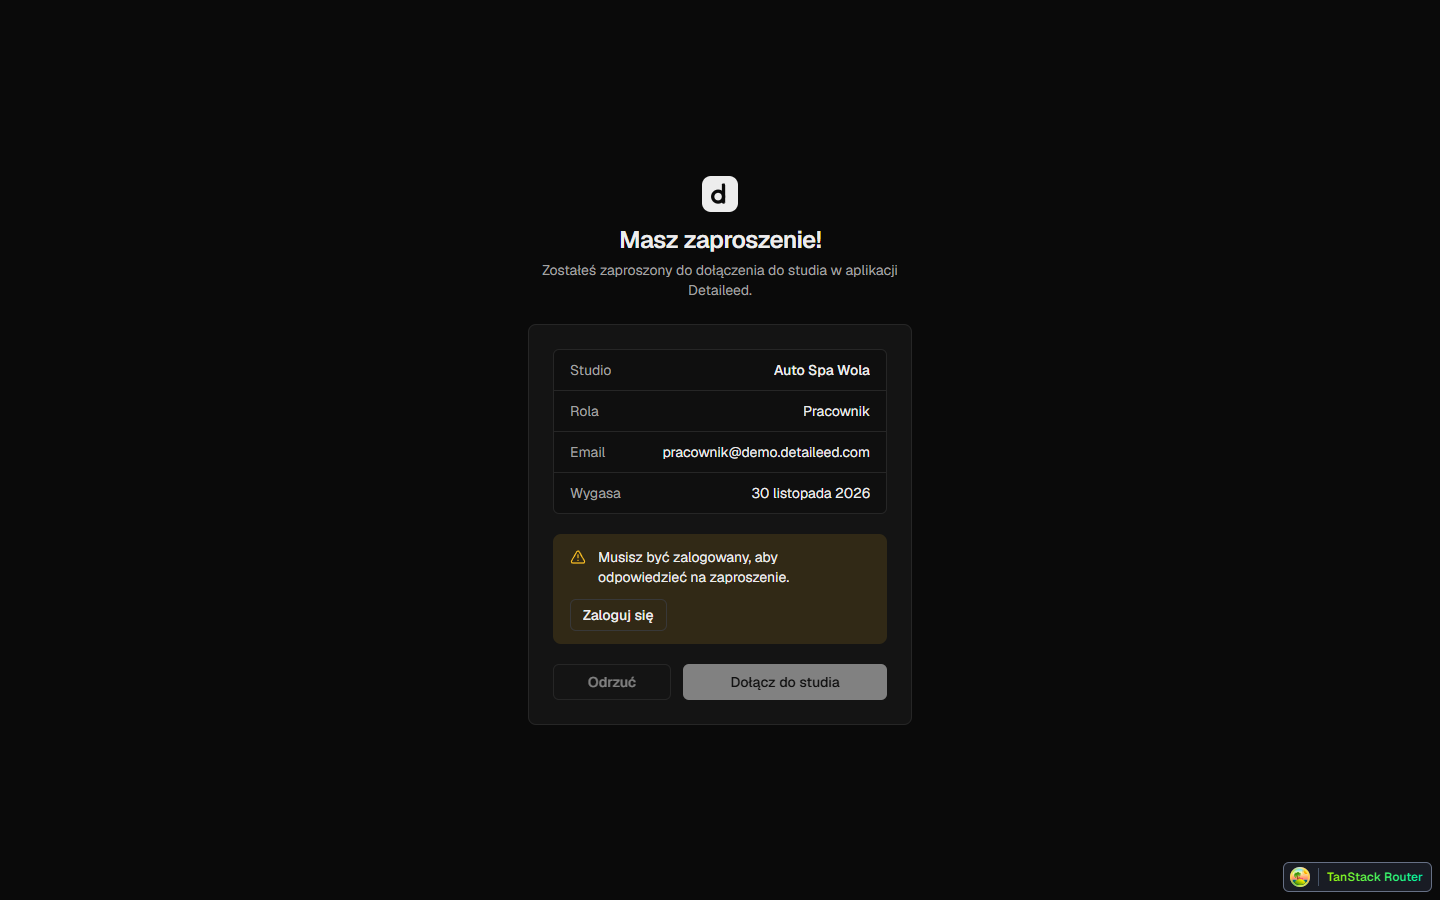 d
Masz zaproszenie!
Zostałeś zaproszony do dołączenia do studia w aplikacji
Detaileed.
Studio Auto Spa Wola
Rola Pracownik
Email pracownik@demo.detaileed.com
Wygasa 30 listopada 2026
Musisz być zalogowany, aby
odpowiedzieć na zaproszenie.
Zaloguj się
Odrzuć Dołącz do studia
TanStack Router